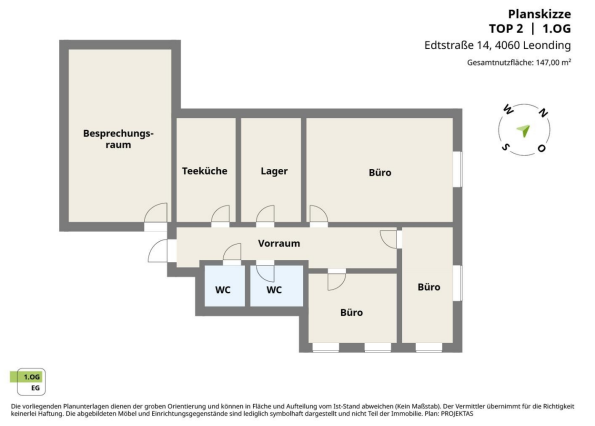 Planskizze
TOP 2 | 1.OG
Edtstraße 14, 4060 Leonding
Gesamtnutzfläche: 147,00 m²
W N
S O
Besprechungs-
raum
Teeküche
Lager
Büro
Vorraum
WC
WC
Büro
Büro
1.OG
EG
Die vorliegenden Planunterlagen dienen der groben Orientierung und können in Fläche und Aufteilung vom Ist-Stand abweichen (Kein Maßstab). Der Vermittler übernimmt für die Richtigkeit
keinerlei Haftung. Die abgebildeten Möbel und Einrichtungsgegenstände sind lediglich symbolhaft dargestellt und nicht Teil der Immobilie. Plan: PROJEKTAS